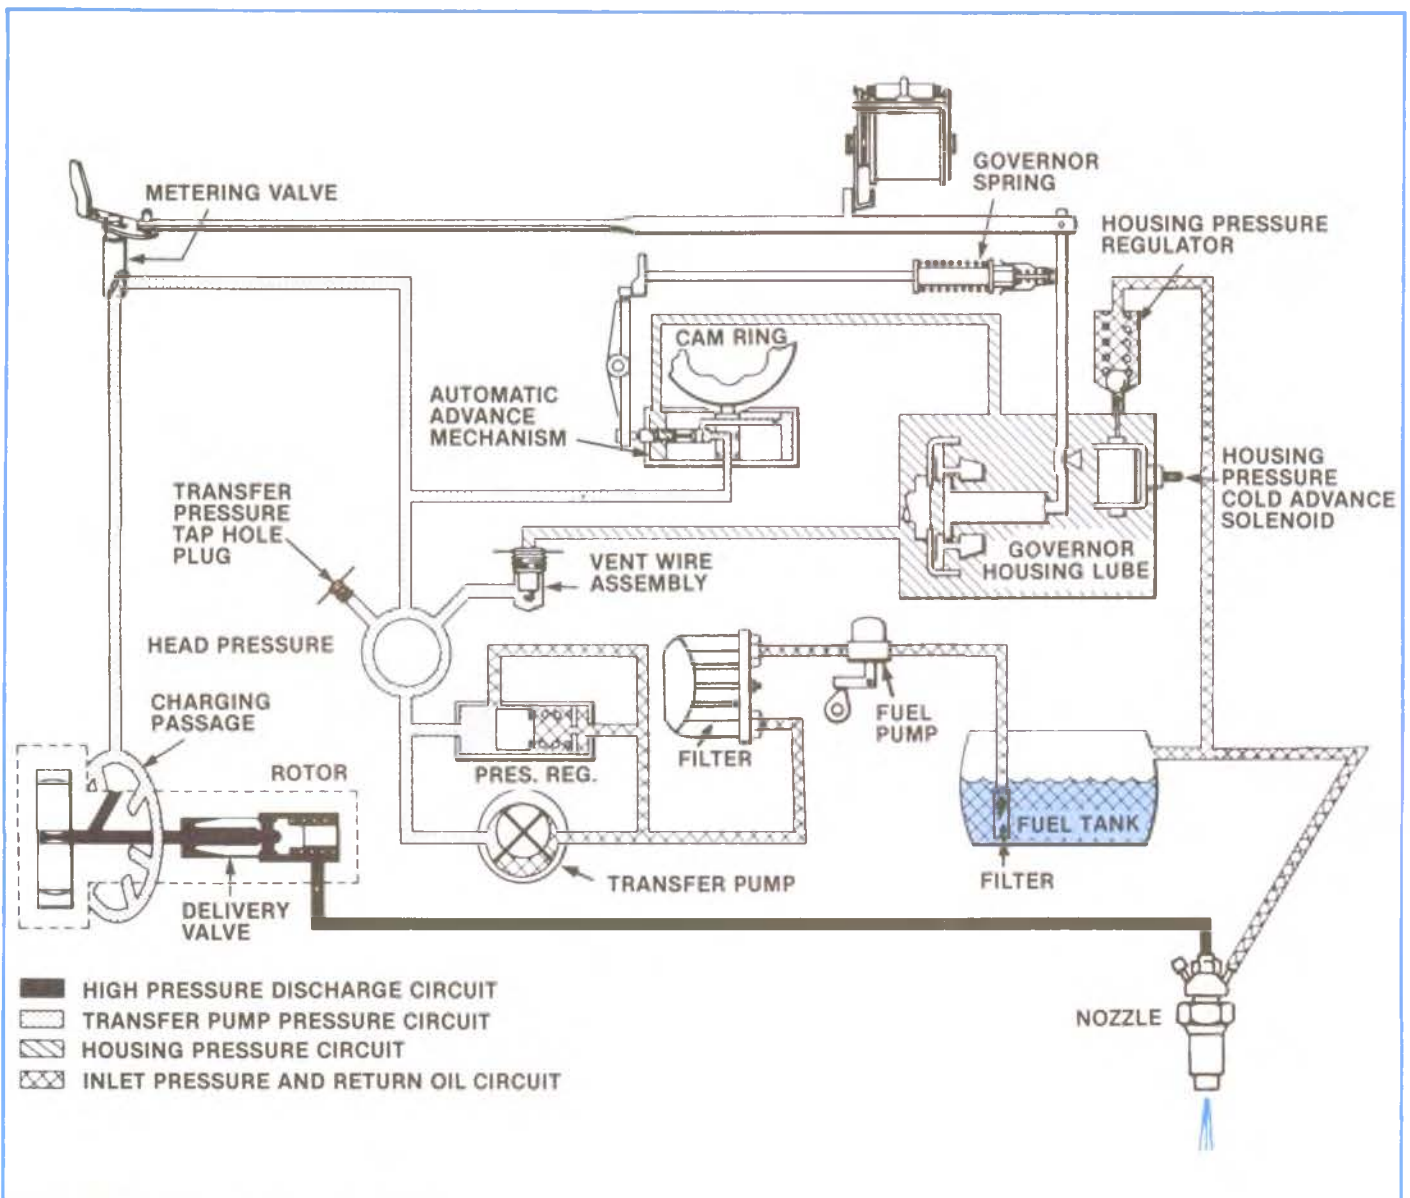 METERING VALVE
GOVERNOR
SPRING
HOUSING PRESSURE
REGULATOR
CAM RING
AUTOMATIC
ADVANCE
MECHANISM
HOUSING
PRESSURE
COLD ADVANCE
SOLENOID
TRANSFER
PRESSURE
TAP HOLE
PLUG
VENT WIRE
ASSEMBLY
GOVERNOR
HOUSING LUBE
HEAD PRESSURE
CHARGING
PASSAGE
FUEL
PUMP
FILTER
ROTOR
PRES. REG.
FUEL TANK
FILTER
TRANSFER PUMP
DELIVERY
VALVE
HIGH PRESSURE DISCHARGE CIRCUIT
TRANSFER PUMP PRESSURE CIRCUIT
HOUSING PRESSURE CIRCUIT
INLET PRESSURE AND RETURN OIL CIRCUIT
NOZZLE